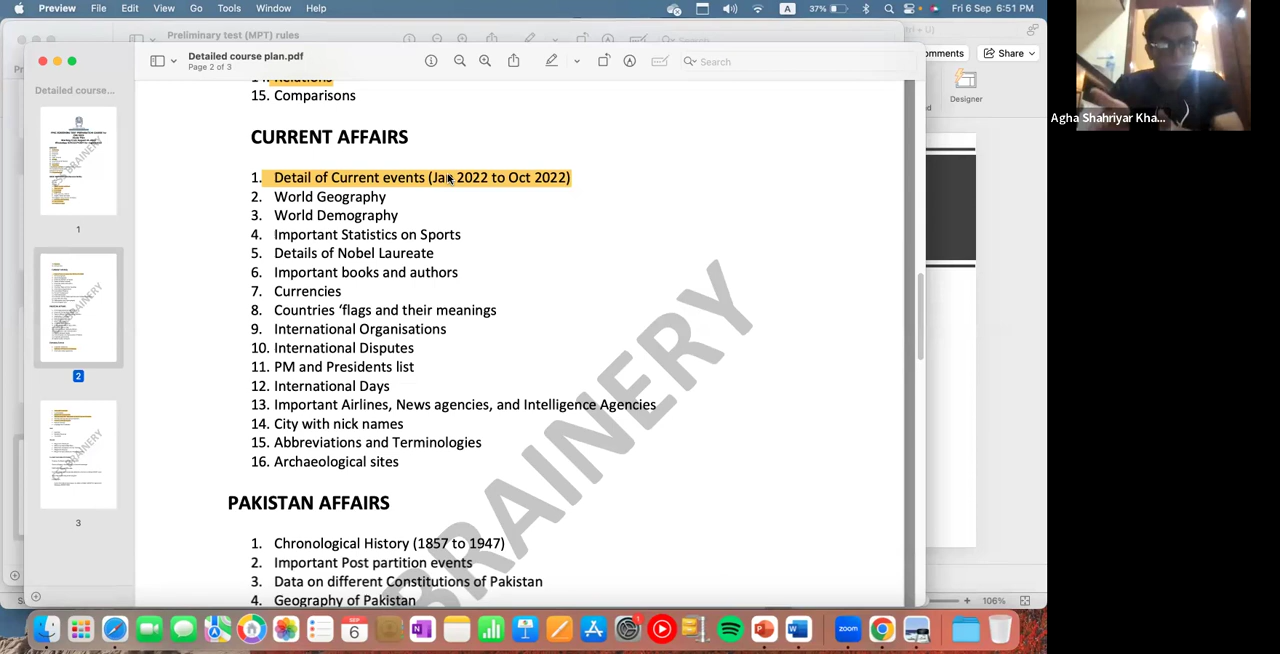 Preview File Edit View Go Tools Window Help
A 37% Fri 6 Sep 6:51 PM
Preliminary test (MPT) rules
Search
Detailed course plan.pdf
Page 2 of 3
Search
omments Share
Designer
Detailed course...
1
2
3
Agha Shahriyar Kha...
14. Relations
15. Comparisons
CURRENT AFFAIRS
1. Detail of Current events (Jan 2022 to Oct 2022)
2. World Geography
3. World Demography
4. Important Statistics on Sports
5. Details of Nobel Laureate
6. Important books and authors
7. Currencies
8. Countries ‘flags and their meanings
9. International Organisations
10. International Disputes
11. PM and Presidents list
12. International Days
13. Important Airlines, News agencies, and Intelligence Agencies
14. City with nick names
15. Abbreviations and Terminologies
16. Archaeological sites
PAKISTAN AFFAIRS
1. Chronological History (1857 to 1947)
2. Important Post partition events
3. Data on different Constitutions of Pakistan
4. Geography of Pakistan
BRAINERY
106%
SEP
6
zoom